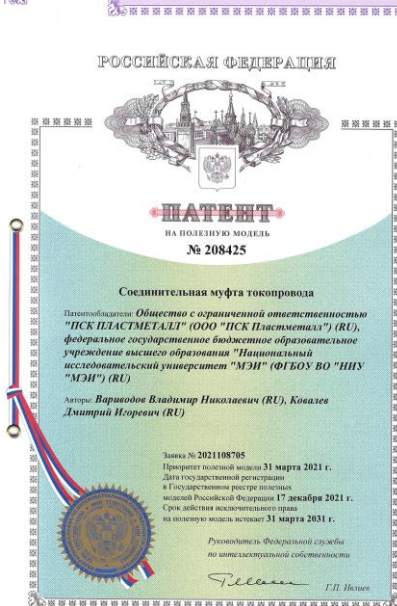 РОССИЙСКАЯ ФЕДЕРАЦИЯ
ПАТЕНТ
НА ПОЛЕЗНУЮ МОДЕЛЬ
№ 208425
Соединительная муфта токопровода
Патентообладатели: Общество с ограниченной ответственностью
"ПСК ПЛАСТМЕТАЛЛ" (ООО "ПСК Пластметалл") (RU),
федеральное государственное бюджетное образовательное
учреждение высшего образования "Национальный
исследовательский университет "МЭИ" (ФГБОУ ВО "НИУ
"МЭИ") (RU)
Авторы: Вариводов Владимир Николаевич (RU), Ковалев
Дмитрий Игоревич (RU)
Заявка № 2021108705
Приоритет полезной модели 31 марта 2021 г.
Дата государственной регистрации
в Государственном реестре полезных
моделей Российской Федерации 17 декабря 2021 г.
Срок действия исключительного права
на полезную модель истекает 31 марта 2031 г.
Руководитель Федеральной службы
по интеллектуальной собственности
Г.П. Ивлиев